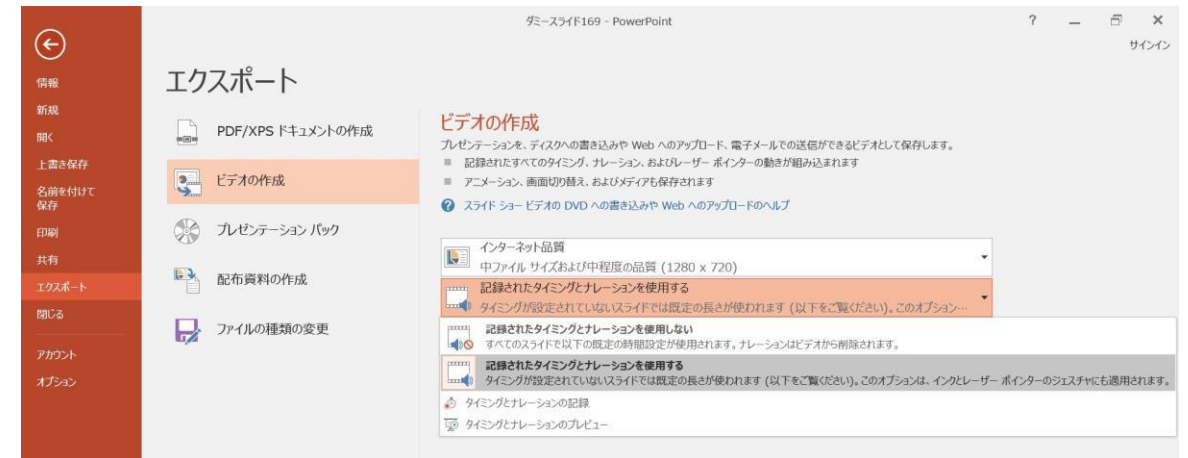 ダミースライド169 - PowerPoint
?
サインイン
情報
新規
開く
上書き保存
名前を付けて
保存
印刷
共有
エクスポート
閉じる
アカウント
オプション
エクスポート
PDF/XPS ドキュメントの作成
ビデオの作成
プレゼンテーション パック
配布資料の作成
ファイルの種類の変更
ビデオの作成
プレゼンテーションを、ディスクへの書き込みや Web へのアップロード、電子メールでの送信ができるビデオとして保存します。
記録されたすべてのタイミング、ナレーション、およびレーザー ポインターの動きが組み込まれます
アニメーション、画面切り替え、およびメディアも保存されます
スライド ショー ビデオの DVD への書き込みや Web へのアップロードのヘルプ
インターネット品質
中ファイル サイズおよび中程度の品質 (1280 x 720)
記録されたタイミングとナレーションを使用する
タイミングが設定されていないスライドでは既定の長さが使われます (以下をご覧ください)。このオプション…
記録されたタイミングとナレーションを使用しない
すべてのスライドで以下の既定の時間設定が使用されます。ナレーションはビデオから削除されます。
記録されたタイミングとナレーションを使用する
タイミングが設定されていないスライドでは既定の長さが使われます (以下をご覧ください)。このオプションは、インクとレーザー ポインターのジェスチャにも適用されます。
タイミングとナレーションの記録
タイミングとナレーションのプレビュー